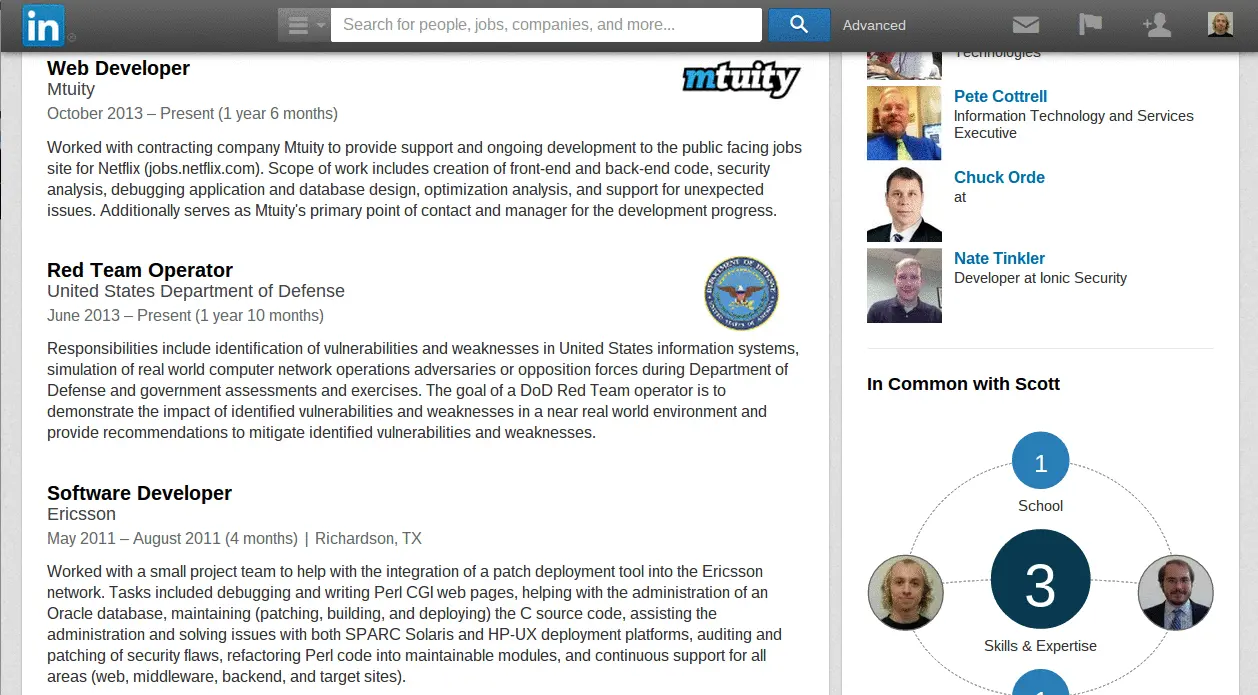 in
Search for people, jobs, companies, and more...
Advanced
Web Developer
Mtuity
mtuity
October 2013 – Present (1 year 6 months)
Worked with contracting company Mtuity to provide support and ongoing development to the public facing jobs
site for Netflix (jobs.netflix.com). Scope of work includes creation of front-end and back-end code, security
analysis, debugging application and database design, optimization analysis, and support for unexpected
issues. Additionally serves as Mtuity's primary point of contact and manager for the development progress.
Red Team Operator
United States Department of Defense
June 2013 – Present (1 year 10 months)
DEPARTMENT OF DEFENSE
UNITED STATES OF AMERICA
Responsibilities include identification of vulnerabilities and weaknesses in United States information systems,
simulation of real world computer network operations adversaries or opposition forces during Department of
Defense and government assessments and exercises. The goal of a DoD Red Team operator is to
demonstrate the impact of identified vulnerabilities and weaknesses in a near real world environment and
provide recommendations to mitigate identified vulnerabilities and weaknesses.
Software Developer
Ericsson
May 2011 – August 2011 (4 months) | Richardson, TX
Worked with a small project team to help with the integration of a patch deployment tool into the Ericsson
network. Tasks included debugging and writing Perl CGI web pages, helping with the administration of an
Oracle database, maintaining (patching, building, and deploying) the C source code, assisting the
administration and solving issues with both SPARC Solaris and HP-UX deployment platforms, auditing and
patching of security flaws, refactoring Perl code into maintainable modules, and continuous support for all
areas (web, middleware, backend, and target sites).
Technologies
Pete Cottrell
Information Technology and Services
Executive
Chuck Orde
at
Nate Tinkler
Developer at Ionic Security
In Common with Scott
1
School
3
Skills & Expertise